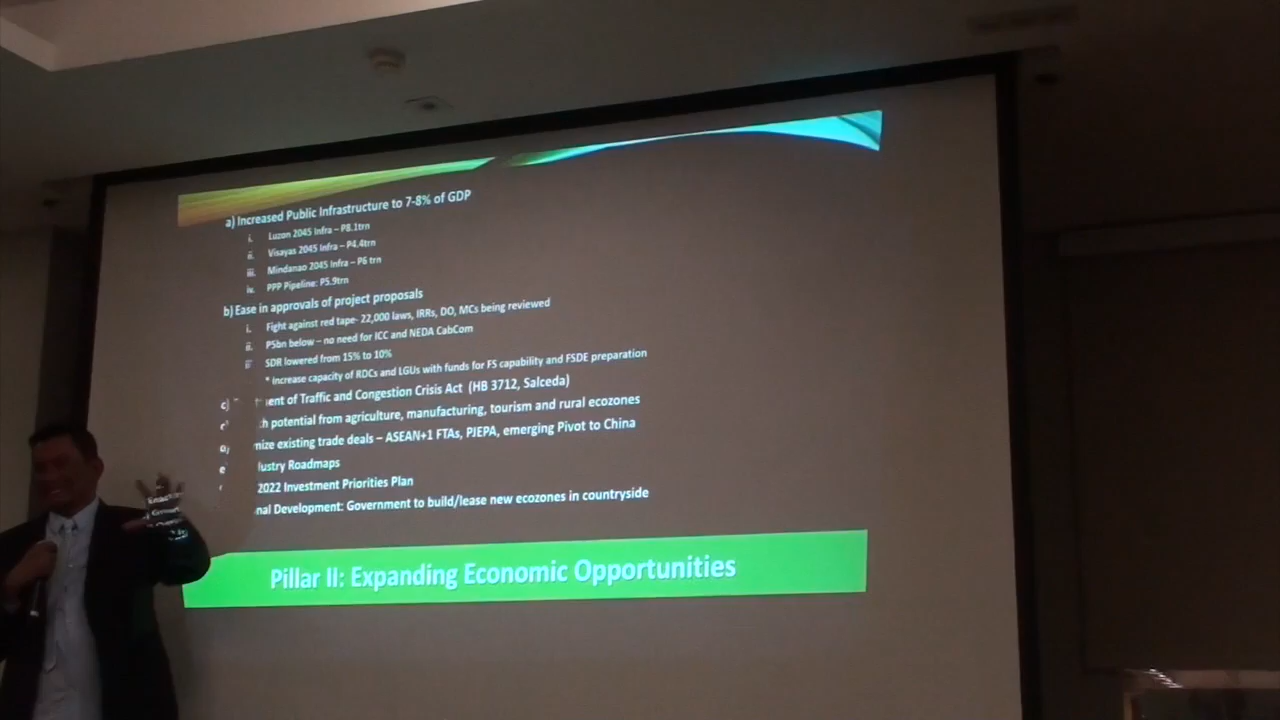 a) Increased Public Infrastructure to 7-8% of GDP
i. Luzon 2045 Infra – P8.1trn
ii. Visayas 2045 Infra – P4.4trn
iii. Mindanao 2045 Infra – P6 trn
iv. PPP Pipeline: P5.9trn
b) Ease in approvals of project proposals
i. Fight against red tape- 22,000 laws, IRRs, DO, MCs being reviewed
ii. P5bn below – no need for ICC and NEDA CabCom
SDR lowered from 15% to 10%
* Increase capacity of RDCs and LGUs with funds for FS capability and FSDE preparation
c) ent of Traffic and Congestion Crisis Act (HB 3712, Salceda)
h potential from agriculture, manufacturing, tourism and rural ecozones
mize existing trade deals – ASEAN+1 FTAs, PJEPA, emerging Pivot to China
lustry Roadmaps
2022 Investment Priorities Plan
nal Development: Government to build/lease new ecozones in countryside
Pillar II: Expanding Economic Opportunities